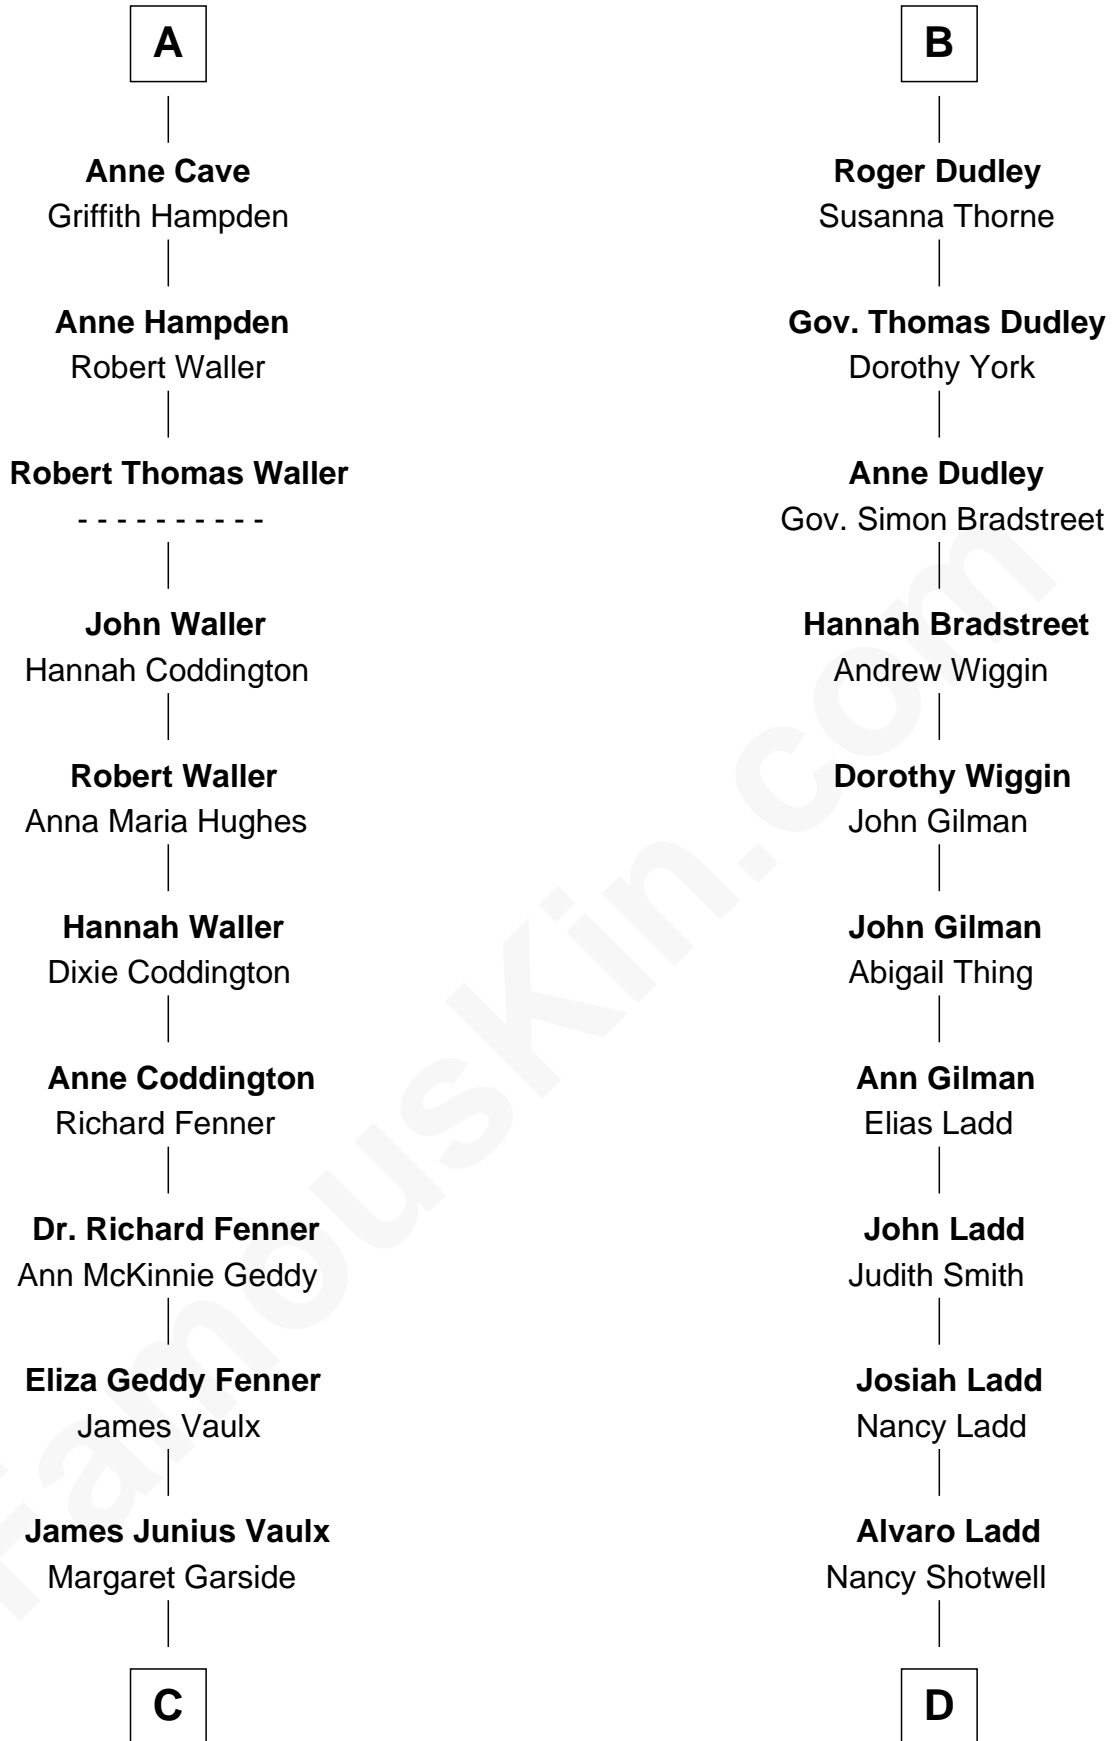 A
Anne Cave
Griffith Hampden
Anne Hampden
Robert Waller
Robert Thomas Waller
- - - - - - - - - -
John Waller
Hannah Coddington
Robert Waller
Anna Maria Hughes
Hannah Waller
Dixie Coddington
Anne Coddington
Richard Fenner
Dr. Richard Fenner
Ann McKinnie Geddy
Eliza Geddy Fenner
James Vaulx
James Junius Vaulx
Margaret Garside
C
B
Roger Dudley
Susanna Thorne
Gov. Thomas Dudley
Dorothy York
Anne Dudley
Gov. Simon Bradstreet
Hannah Bradstreet
Andrew Wiggin
Dorothy Wiggin
John Gilman
John Gilman
Abigail Thing
Ann Gilman
Elias Ladd
John Ladd
Judith Smith
Josiah Ladd
Nancy Ladd
Alvaro Ladd
Nancy Shotwell
D
FamousKin.com